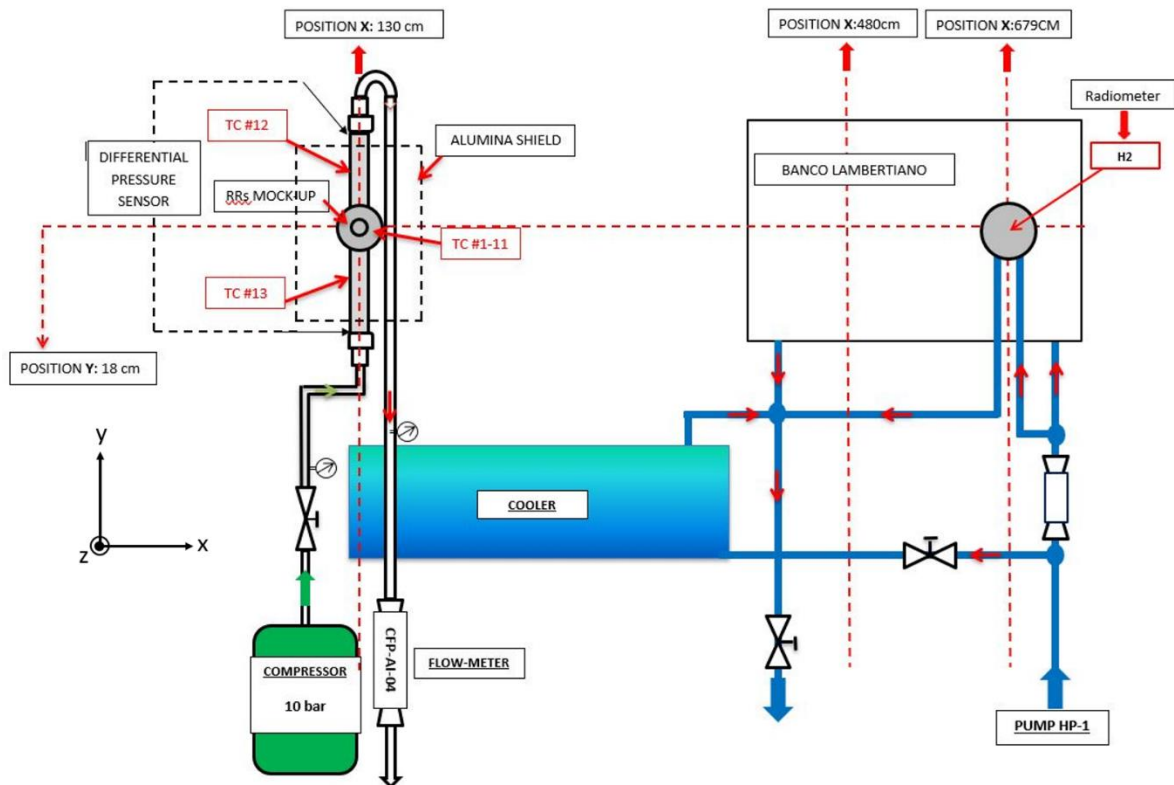 POSITION X: 130 cm
POSITION X:480cm
POSITION X:679CM
Radiometer
H2
TC #12
ALUMINA SHIELD
BANCO LAMBERTIANO
DIFFERENTIAL
PRESSURE
SENSOR
RRs MOCK-UP
TC #1-11
TC #13
POSITION Y: 18 cm
y
x
z
COOLER
CFP-AI-04
FLOW-METER
COMPRESSOR
10 bar
PUMP HP-1